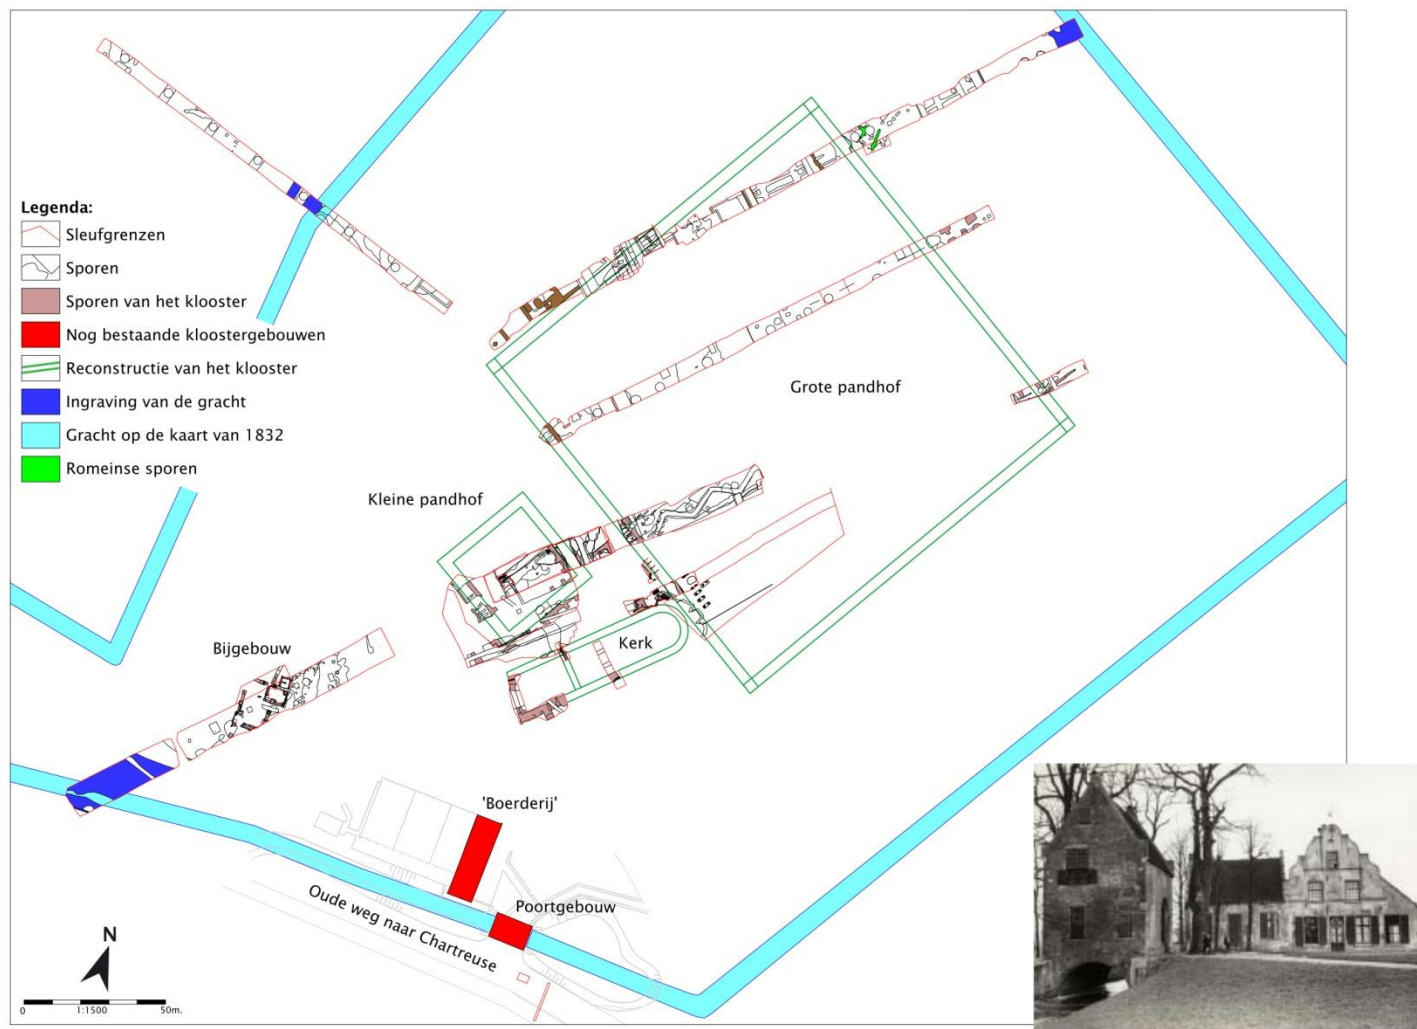 Legenda:
Sleufgrenzen
Sporen
Sporen van het klooster
Nog bestaande kloostergebouwen
Reconstructie van het klooster
Ingraving van de gracht
Gracht op de kaart van 1832
Romeinse sporen
Grote pandhof
Kleine pandhof
Kerk
Bijgebouw
'Boerderij'
Poortgebouw
Oude weg naar Chartreuse
N
0 1:1500 50m.